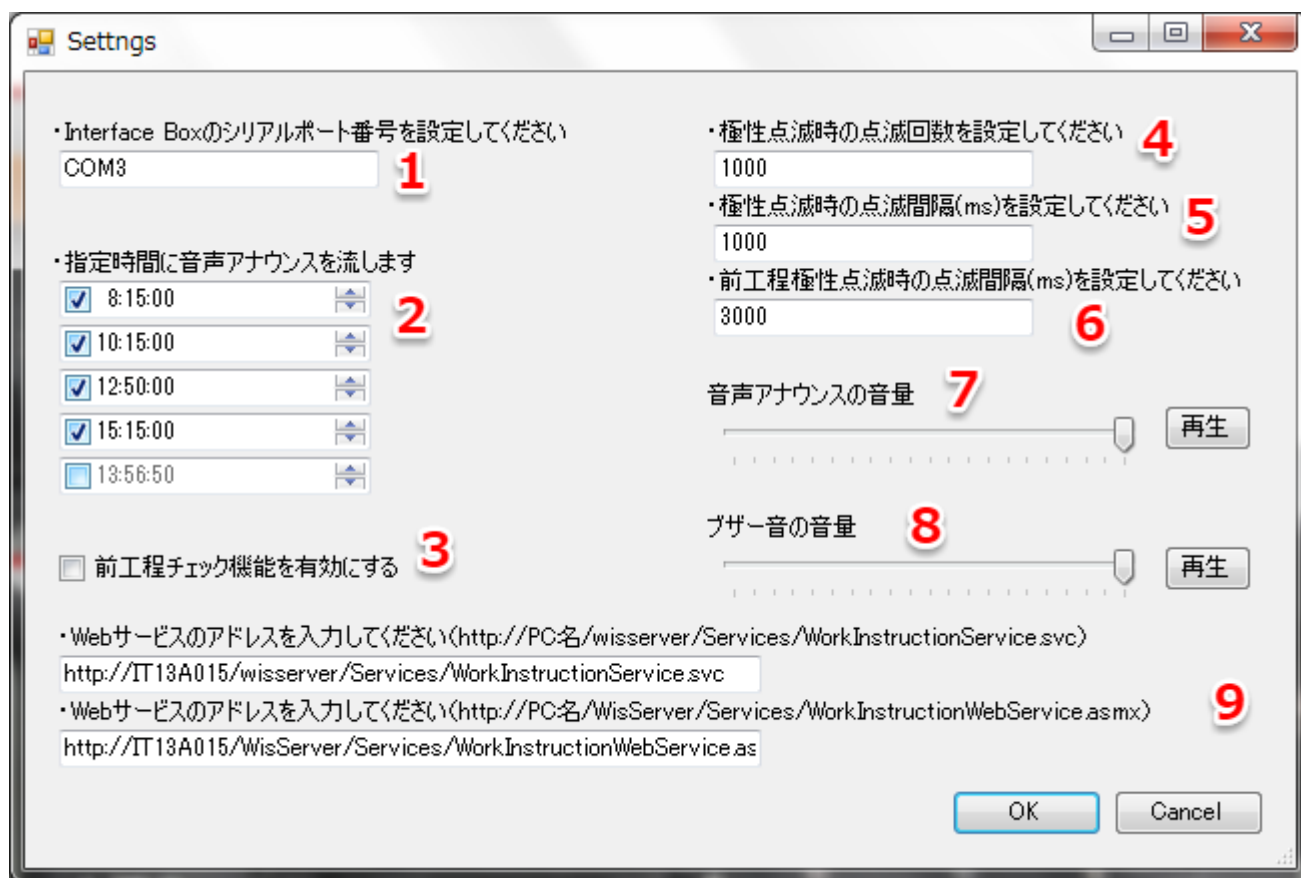 Settngs
・Interface Boxのシリアルポート番号を設定してください
COM3
1
・指定時間に音声アナウンスを流します
8:15:00
2
10:15:00
12:50:00
15:15:00
13:56:50
3
前工程チェック機能を有効にする
・極性点滅時の点滅回数を設定してください
4
1000
・極性点滅時の点滅間隔(ms)を設定してください
5
1000
・前工程極性点滅時の点滅間隔(ms)を設定してください
3000
6
音声アナウンスの音量
7
再生
ブザー音の音量
8
再生
・Webサービスのアドレスを入力してください(http://PC名/wisserver/Services/WorkInstructionService.svc)
http://IT13A015/wisserver/Services/WorkInstructionService.svc
・Webサービスのアドレスを入力してください(http://PC名/WisServer/Services/WorkInstructionWebService.asmx)
9
http://IT13A015/WisServer/Services/WorkInstructionWebService.as
OK
Cancel